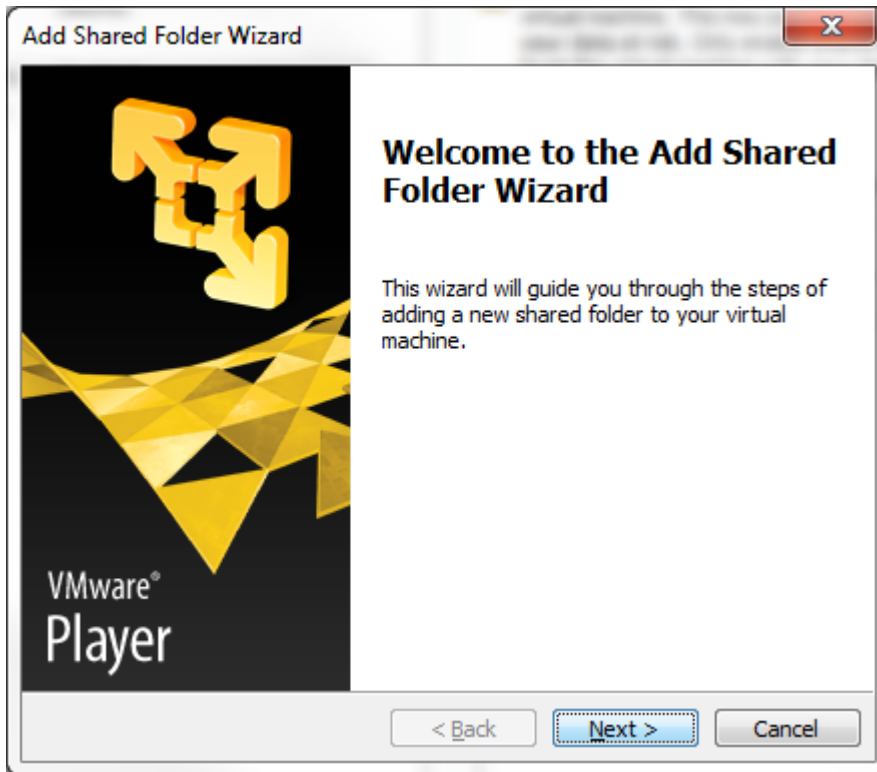 Add Shared Folder Wizard
Welcome to the Add Shared
Folder Wizard
This wizard will guide you through the steps of
adding a new shared folder to your virtual
machine.
VMware®
Player
< Back
Next >
Cancel